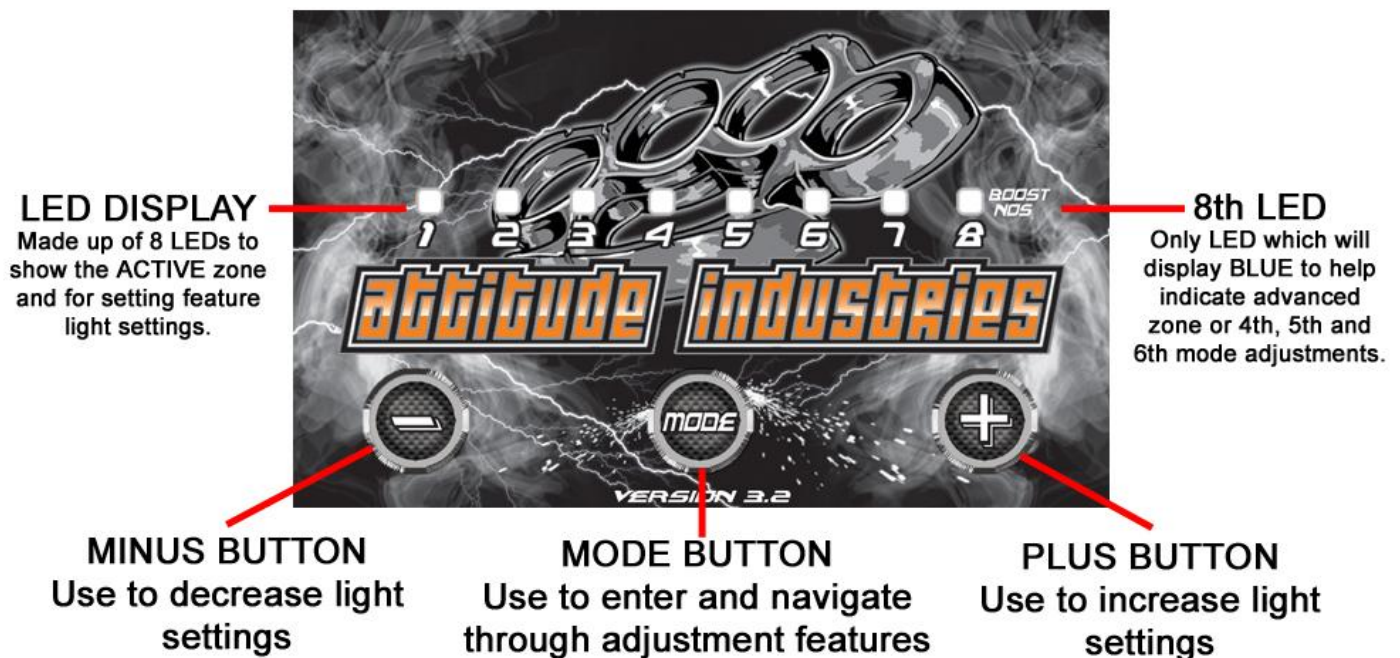 LED DISPLAY
Made up of 8 LEDs to
show the ACTIVE zone
and for setting feature
light settings.
BOOST
NOS
1 2 3 4 5 6 7 8
8th LED
Only LED which will
display BLUE to help
indicate advanced
zone or 4th, 5th and
6th mode adjustments.
attitude industries
- MODE +
VERSION 3.2
MINUS BUTTON
Use to decrease light
settings
MODE BUTTON
Use to enter and navigate
through adjustment features
PLUS BUTTON
Use to increase light
settings